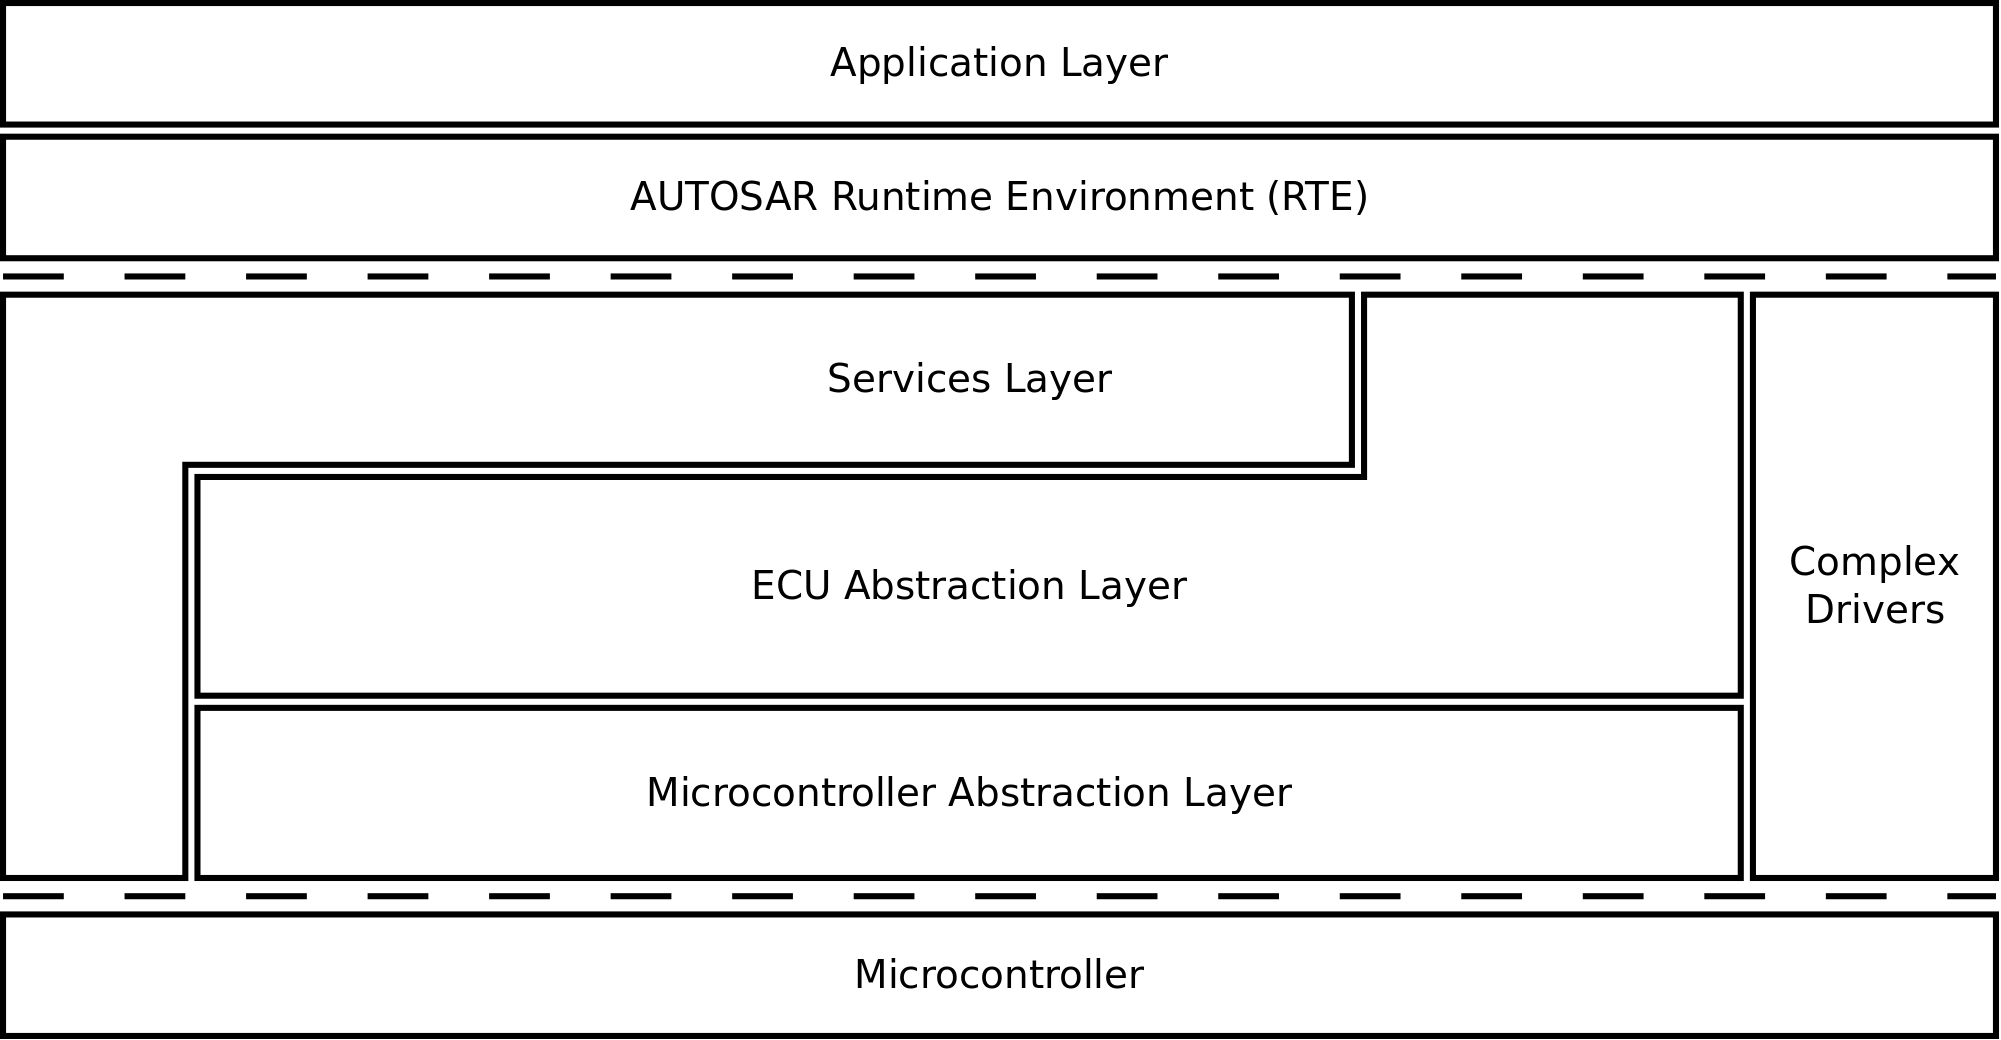 Application Layer
AUTOSAR Runtime Environment (RTE)
Services Layer
ECU Abstraction Layer
Complex
Drivers
Microcontroller Abstraction Layer
Microcontroller